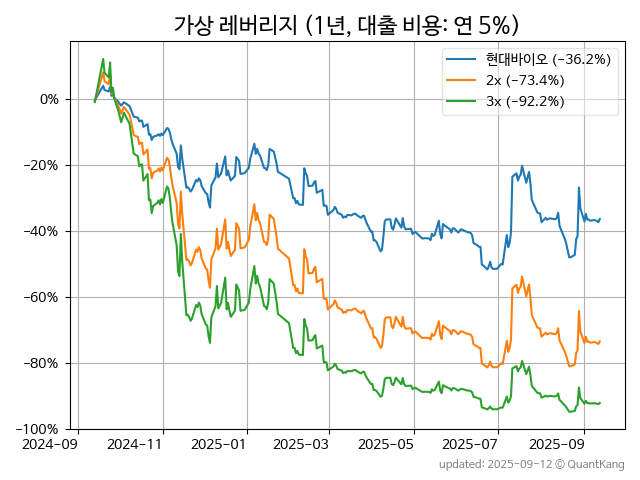 가상 레버리지 (1년, 대출 비용: 연 5%)
현대바이오 (−36.2%)
2x (−73.4%)
3x (−92.2%)
0%
−20%
−40%
−60%
−80%
−100%
2024-09 2024-11 2025-01 2025-03 2025-05 2025-07 2025-09
updated: 2025-09-12 © QuantKang